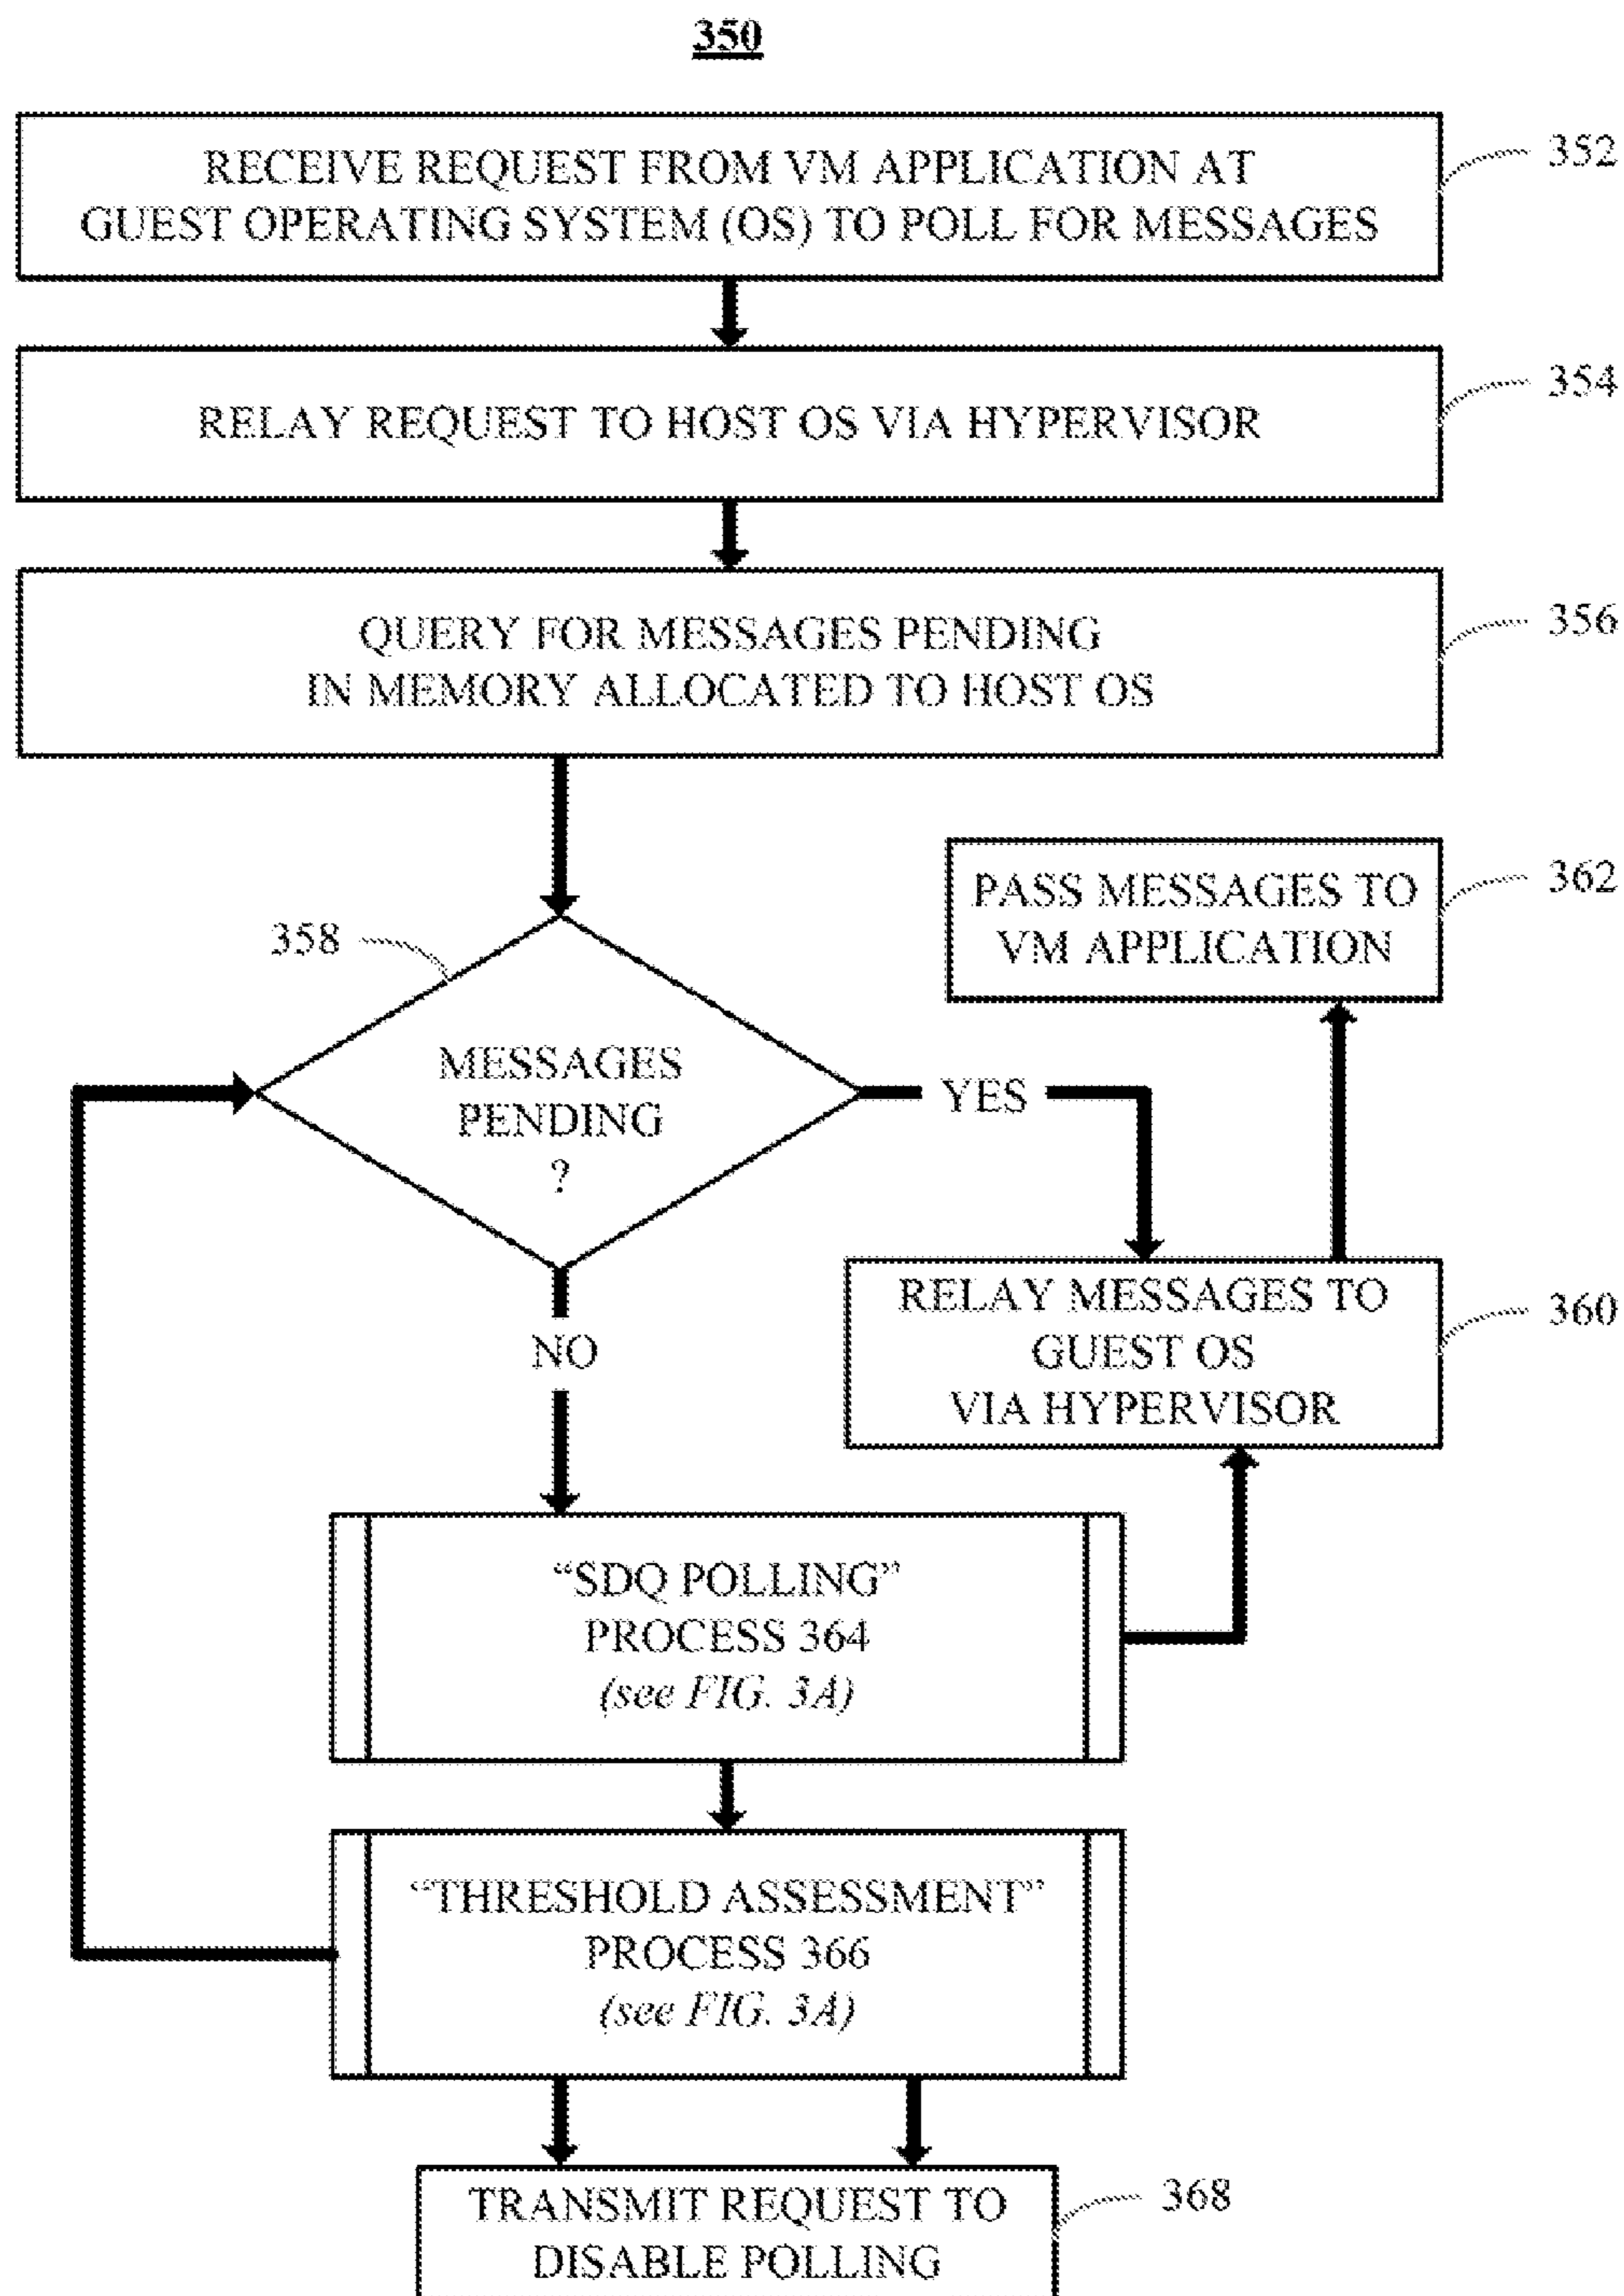 350
RECEIVE REQUEST FROM VM APPLICATION AT
GUEST OPERATING SYSTEM (OS) TO POLL FOR MESSAGES
352
RELAY REQUEST TO HOST OS VIA HYPERVISOR
354
QUERY FOR MESSAGES PENDING
IN MEMORY ALLOCATED TO HOST OS
356
PASS MESSAGES TO
VM APPLICATION
362
358
MESSAGES
PENDING
?
YES
NO
RELAY MESSAGES TO
GUEST OS
VIA HYPERVISOR
360
“SDQ POLLING”
PROCESS 364
(see FIG. 3A)
“THRESHOLD ASSESSMENT”
PROCESS 366
(see FIG. 3A)
TRANSMIT REQUEST TO
DISABLE POLLING
368